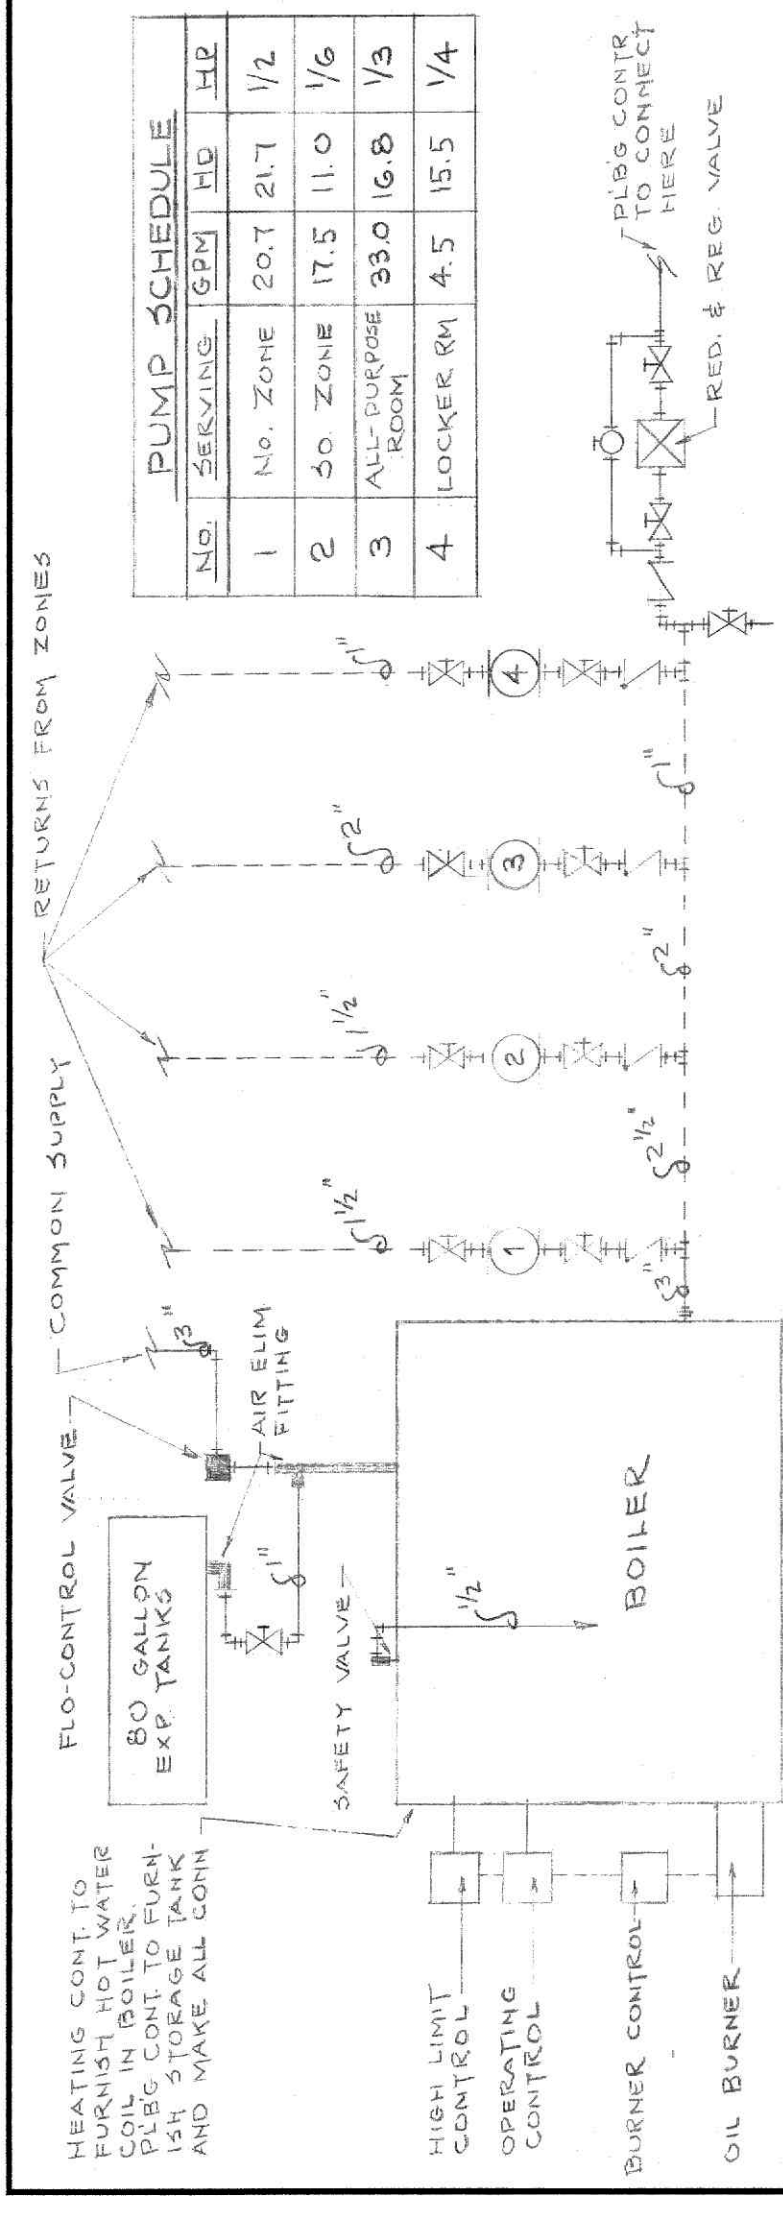 HEATING CONT. TO
FURNISH HOT WATER
COIL IN BOILER.
PLB'G CONT. TO FURN-
ISH STORAGE TANK
AND MAKE ALL CONN
FLO-CONTROL VALVE
COMMON SUPPLY
RETURNS FROM ZONES
80 GALLON
EXP. TANKS
3"
AIR ELIM.
FITTING
1"
SAFETY VALVE
1/2"
BOILER
HIGH LIMIT
CONTROL
OPERATING
CONTROL
BURNER CONTROL
OIL BURNER
1 1/2"
1 1/2"
2"
1"
1
2
3
4
3"
2 1/2"
2"
1"
PUMP SCHEDULE
No. SERVING GPM HD HP
1 No. ZONE 20.7 21.7 1/2
2 So. ZONE 17.5 11.0 1/6
3 ALL-PURPOSE ROOM 33.0 16.8 1/3
4 LOCKER RM 4.5 15.5 1/4
PLB'G CONTR
TO CONNECT
HERE
RED. & REG. VALVE